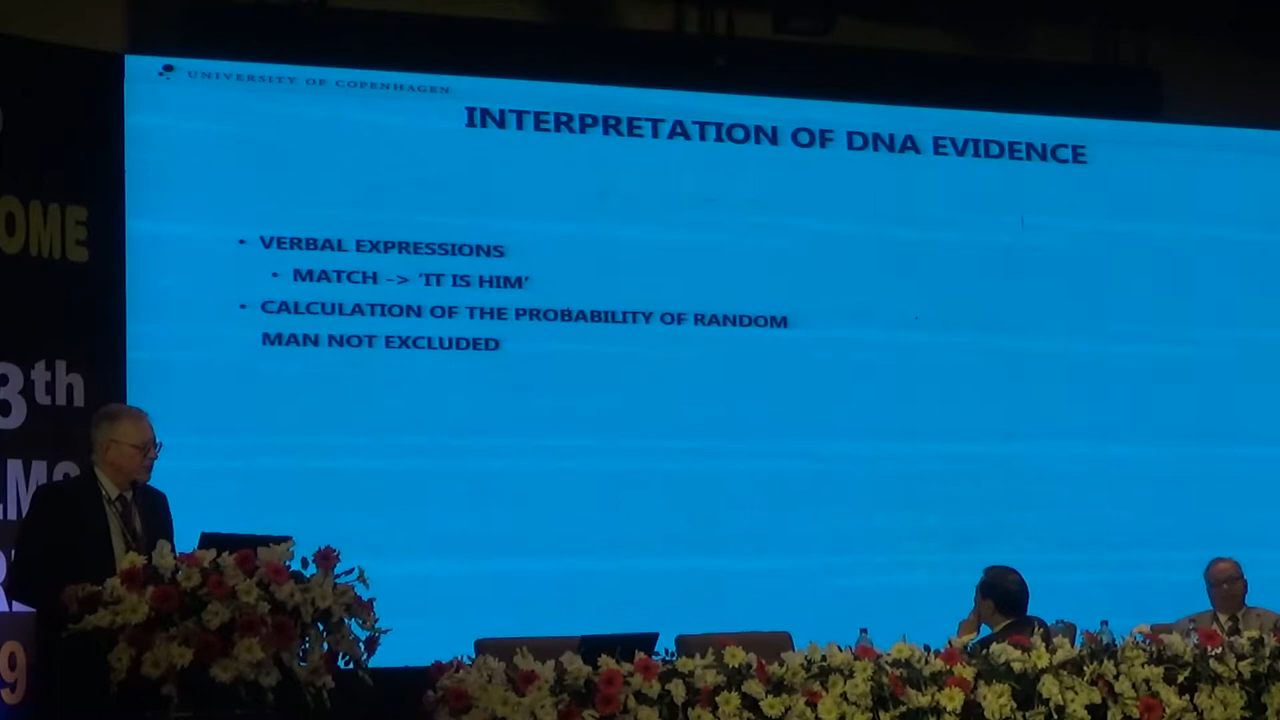 UNIVERSITY OF COPENHAGEN
INTERPRETATION OF DNA EVIDENCE
• VERBAL EXPRESSIONS
• MATCH -> 'IT IS HIM'
• CALCULATION OF THE PROBABILITY OF RANDOM
MAN NOT EXCLUDED
OME
3th
9